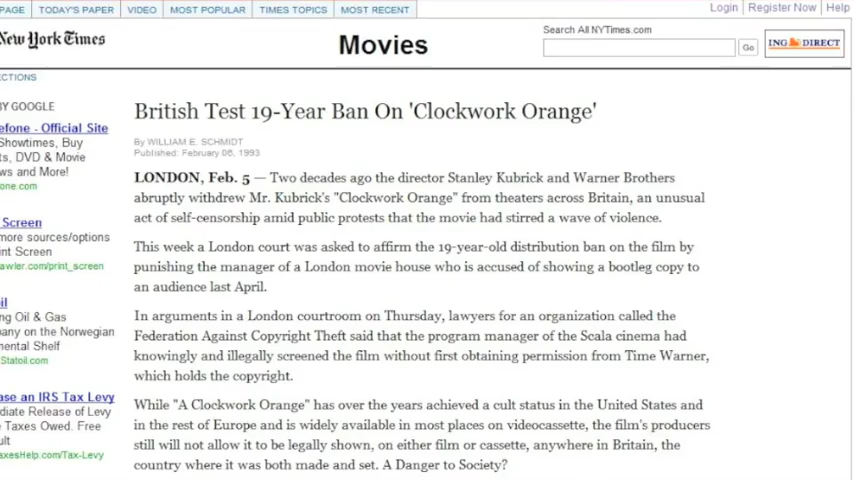 PAGE TODAY'S PAPER VIDEO MOST POPULAR TIMES TOPICS MOST RECENT
Login Register Now Help
New York Times
Movies
Search All NYTimes.com
Go
ING DIRECT
ECTIONS
BY GOOGLE
efone - Official Site
Showtimes, Buy
ts, DVD & Movie
ws and More!
one.com
Screen
more sources/options
int Screen
awler.com/print_screen
oil
ng Oil & Gas
pany on the Norwegian
nental Shelf
Statoil.com
ase an IRS Tax Levy
diate Release of Levy
e Taxes Owed. Free
ult
axesHelp.com/Tax-Levy
British Test 19-Year Ban On 'Clockwork Orange'
By WILLIAM E. SCHMIDT
Published: February 06, 1993
LONDON, Feb. 5 — Two decades ago the director Stanley Kubrick and Warner Brothers
abruptly withdrew Mr. Kubrick's "Clockwork Orange" from theaters across Britain, an unusual
act of self-censorship amid public protests that the movie had stirred a wave of violence.
This week a London court was asked to affirm the 19-year-old distribution ban on the film by
punishing the manager of a London movie house who is accused of showing a bootleg copy to
an audience last April.
In arguments in a London courtroom on Thursday, lawyers for an organization called the
Federation Against Copyright Theft said that the program manager of the Scala cinema had
knowingly and illegally screened the film without first obtaining permission from Time Warner,
which holds the copyright.
While "A Clockwork Orange" has over the years achieved a cult status in the United States and
in the rest of Europe and is widely available in most places on videocassette, the film's producers
still will not allow it to be legally shown, on either film or cassette, anywhere in Britain, the
country where it was both made and set. A Danger to Society?